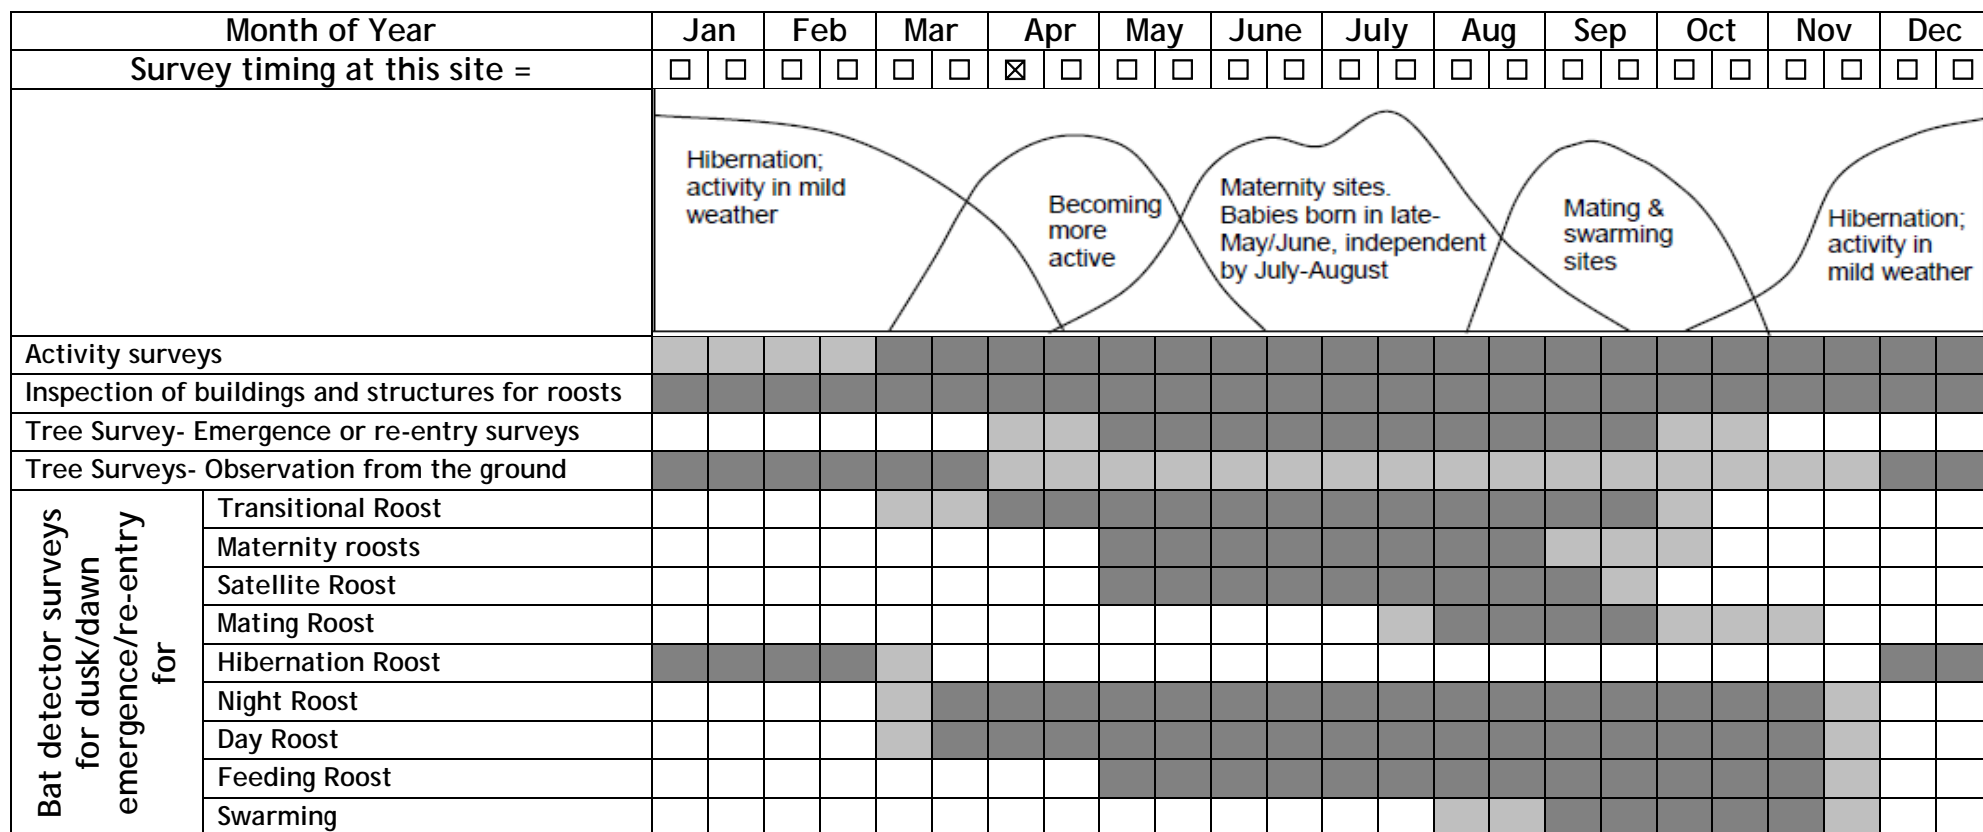 Month of Year Jan Feb Mar Apr May June July Aug Sep Oct Nov Dec
Survey timing at this site = ☐ ☐ ☐ ☐ ☐ ☐ ☒ ☐ ☐ ☐ ☐ ☐ ☐ ☐ ☐ ☐ ☐ ☐ ☐ ☐ ☐ ☐ ☐ ☐
Hibernation;
activity in mild
weather
Becoming
more
active
Maternity sites.
Babies born in late-
May/June, independent
by July-August
Mating &
swarming
sites
Hibernation;
activity in
mild weather
Activity surveys
Inspection of buildings and structures for roosts
Tree Survey- Emergence or re-entry surveys
Tree Surveys- Observation from the ground
Bat detector surveys
for dusk/dawn
emergence/re-entry
for
Transitional Roost
Maternity roosts
Satellite Roost
Mating Roost
Hibernation Roost
Night Roost
Day Roost
Feeding Roost
Swarming